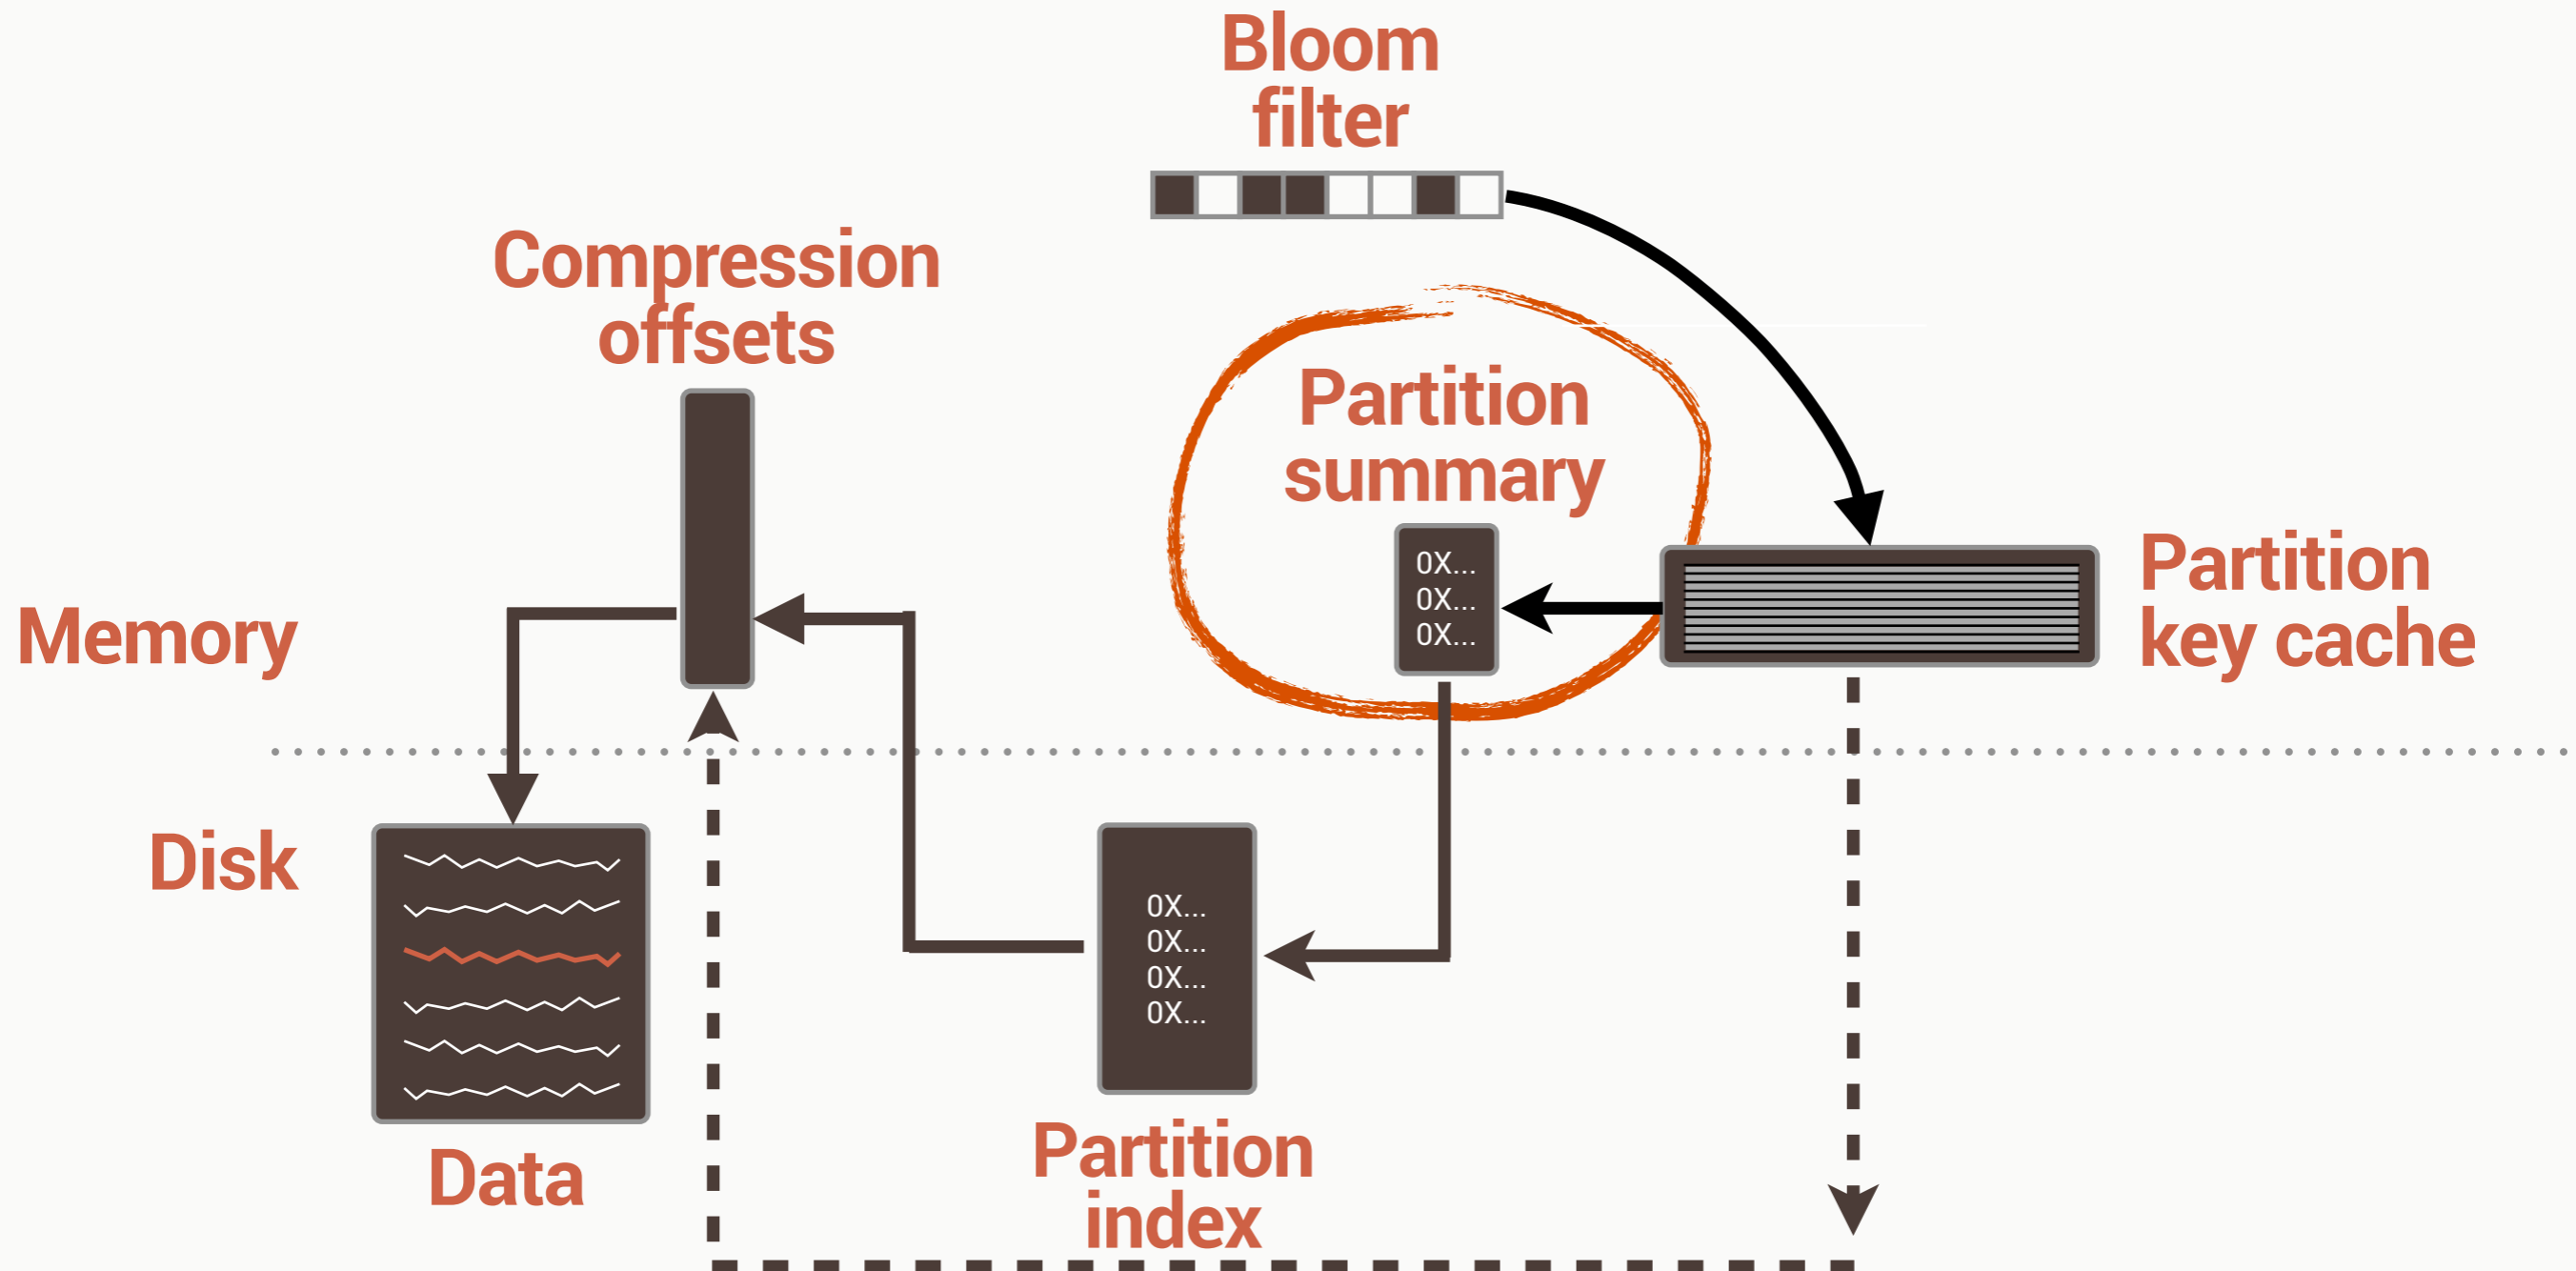 Bloom
filter
Compression
offsets
Partition
summary
0X...
0X...
0X...
Partition
key cache
Memory
Disk
0X...
0X...
0X...
0X...
Data
Partition
index